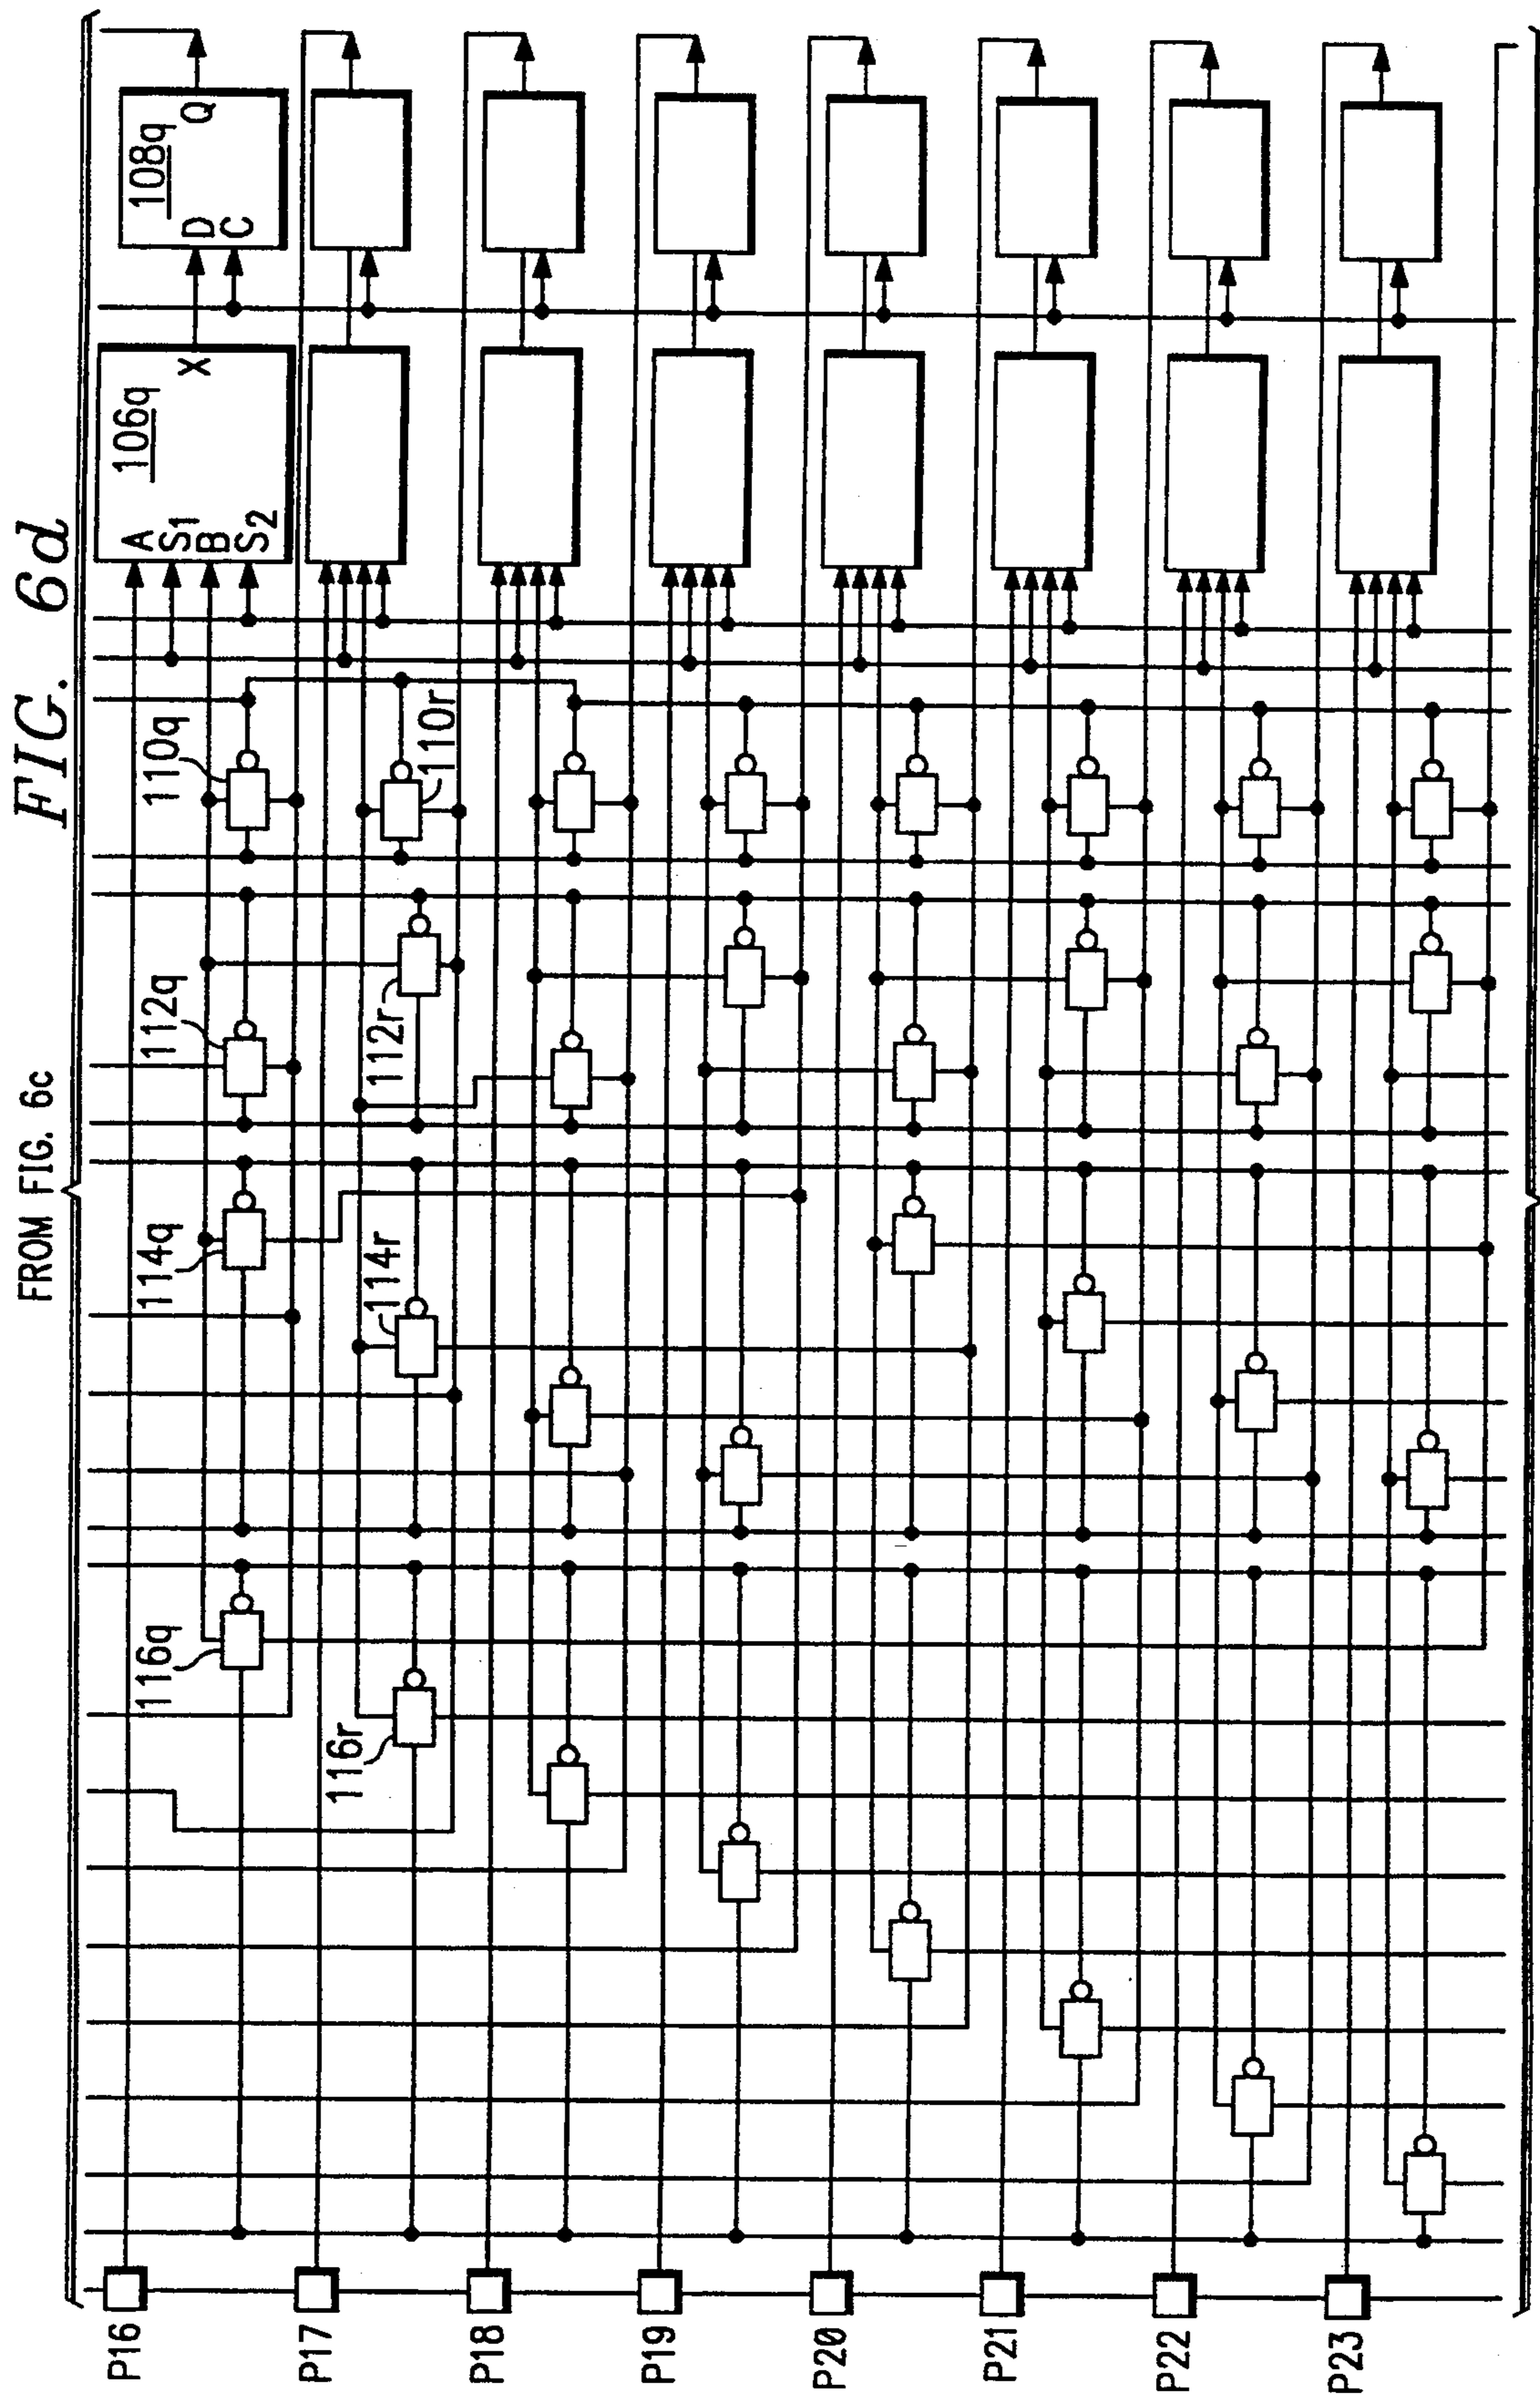 FIG. 6d
FROM FIG. 6c
106q
A
S1
B
S2
X
108q
D
C
Q
110q
110r
112q
112r
114q
114r
116q
116r
P16
P17
P18
P19
P20
P21
P22
P23